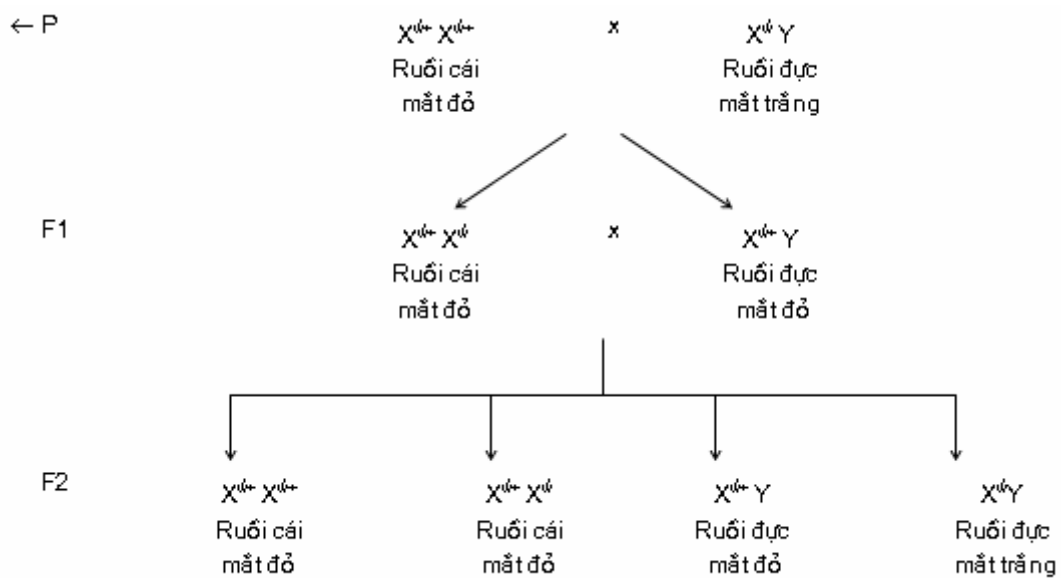 ← P X^w+ X^w+ x X^w Y
Ruồi cái Ruồi đực
mắt đỏ mắt trắng
F1 X^w+ X^w x X^w+ Y
Ruồi cái Ruồi đực
mắt đỏ mắt đỏ
F2 X^w+ X^w+ X^w+ X^w X^w+ Y X^w Y
Ruồi cái Ruồi cái Ruồi đực Ruồi đực
mắt đỏ mắt đỏ mắt đỏ mắt trắng